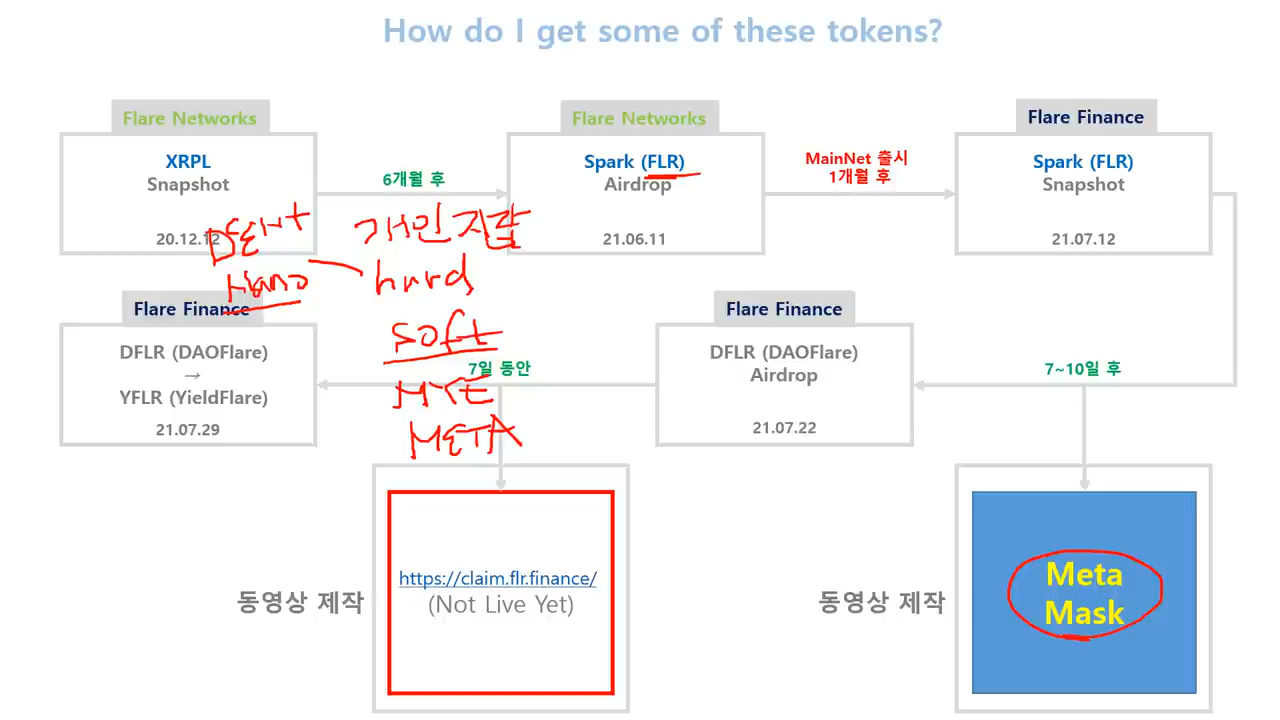 How do I get some of these tokens?
Flare Networks
XRPL
Snapshot
20.12.12
6개월 후
Flare Networks
Spark (FLR)
Airdrop
21.06.11
MainNet 출시
1개월 후
Flare Finance
Spark (FLR)
Snapshot
21.07.12
개인지갑
hard
soft
MYE
META
Flare Finance
DFLR (DAOFlare)
→
YFLR (YieldFlare)
21.07.29
7일 동안
Flare Finance
DFLR (DAOFlare)
Airdrop
21.07.22
7~10일 후
동영상 제작
https://claim.flr.finance/
(Not Live Yet)
동영상 제작
Meta
Mask